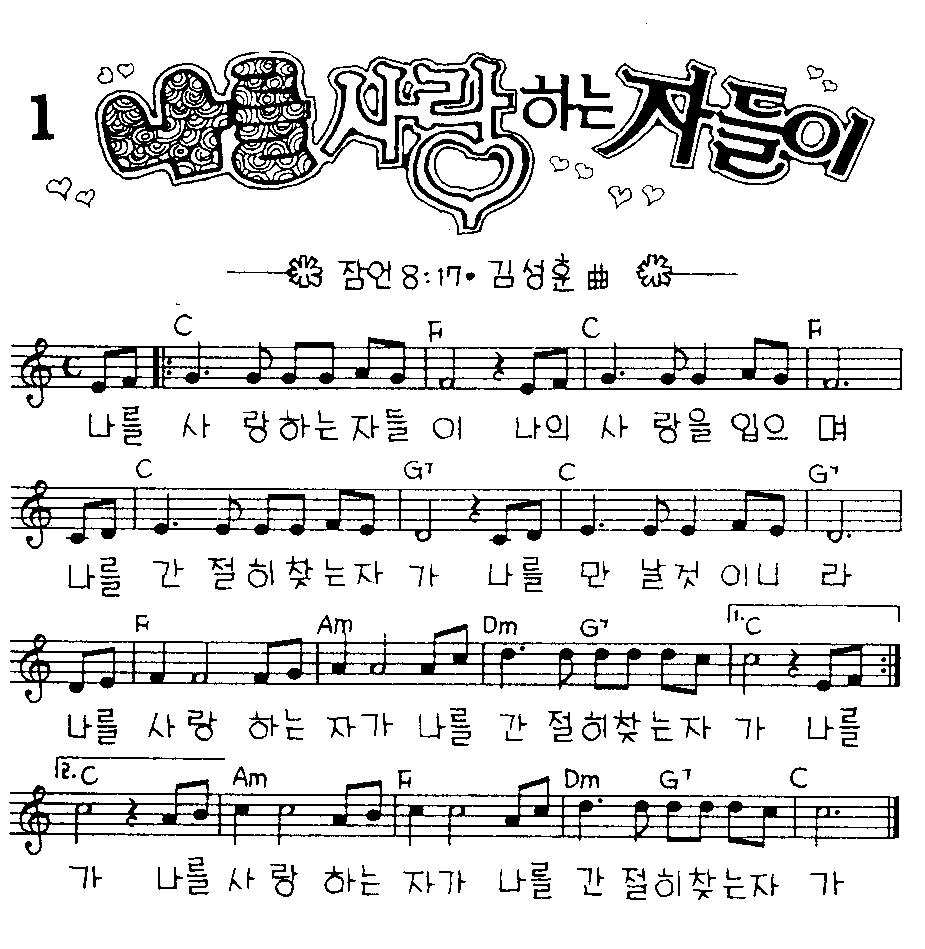 1 나를 사랑하는 자들이
잠언 8:17 • 김성훈 曲
C F C F
나를 사 랑하는자들 이 나의 사 랑을 입으 며
C G7 C G7
나를 간 절히찾는자 가 나를 만 날것 이니 라
F Am Dm G7 1. C
나를 사랑 하는 자가 나를 간 절히찾는자 가 나를
2. C Am F Dm G7 C
가 나를 사랑 하는 자가 나를 간 절히찾는자 가